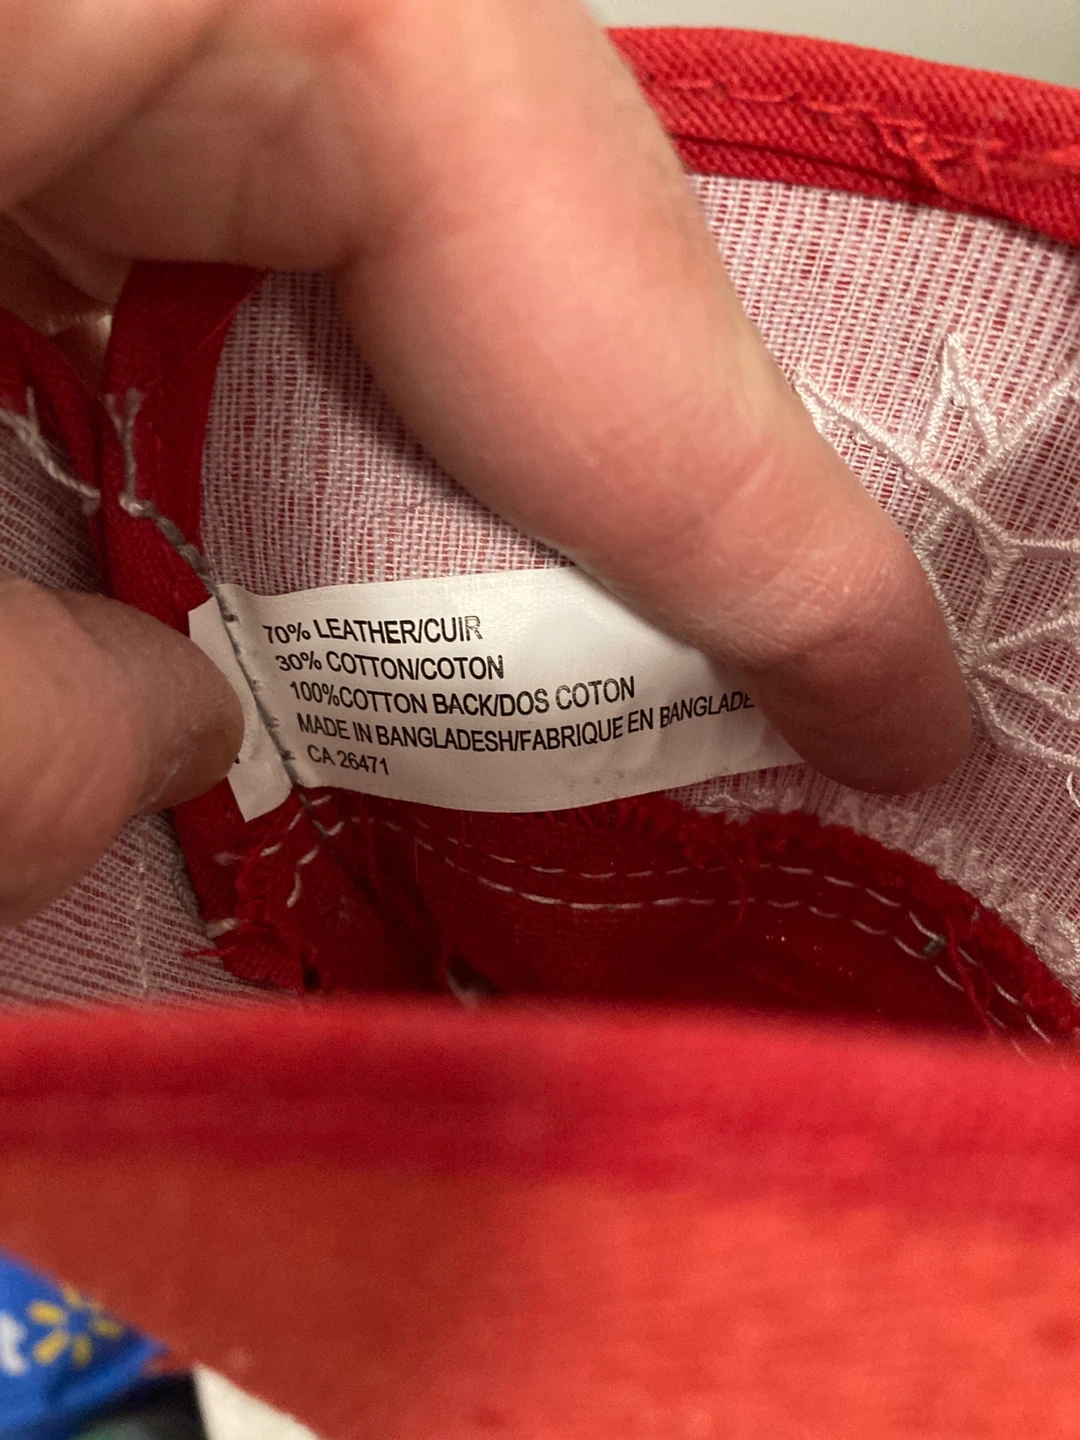 70% LEATHER/CUIR
30% COTTON/COTON
100%COTTON BACK/DOS COTON
MADE IN BANGLADESH/FABRIQUE EN BANGLADE
CA 26471
t